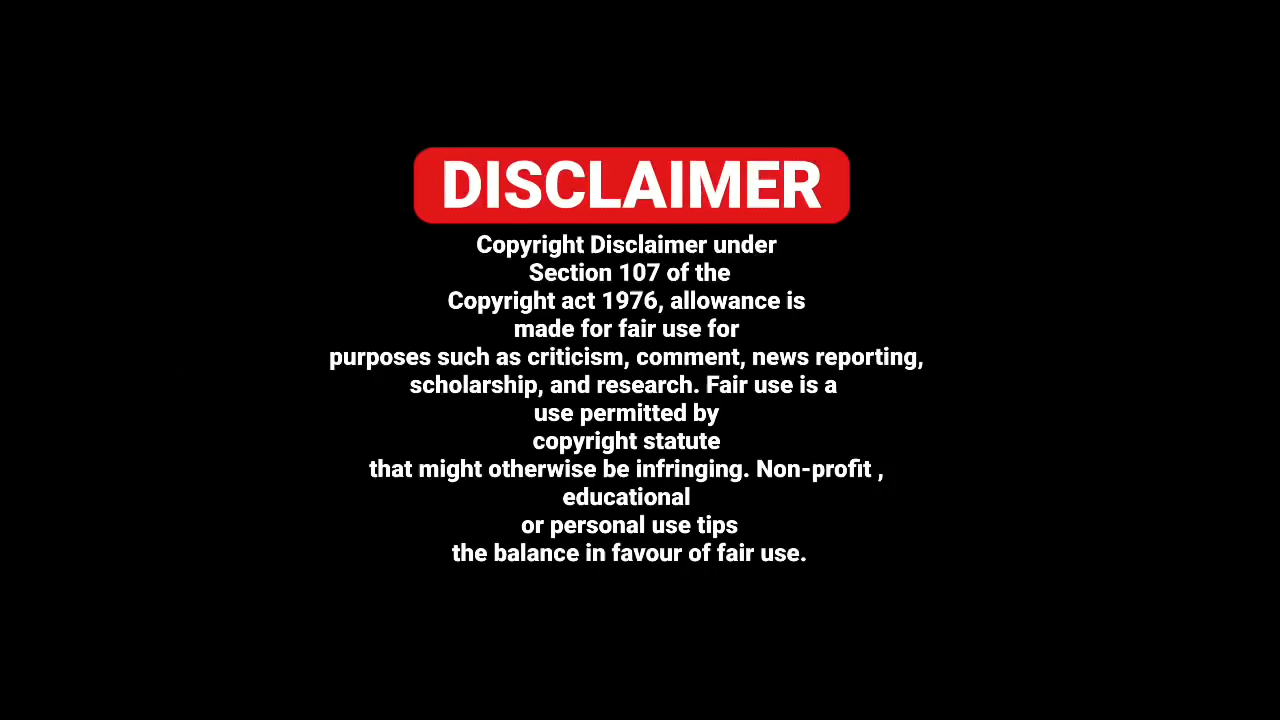 DISCLAIMER
Copyright Disclaimer under
Section 107 of the
Copyright act 1976, allowance is
made for fair use for
purposes such as criticism, comment, news reporting,
scholarship, and research. Fair use is a
use permitted by
copyright statute
that might otherwise be infringing. Non-profit ,
educational
or personal use tips
the balance in favour of fair use.